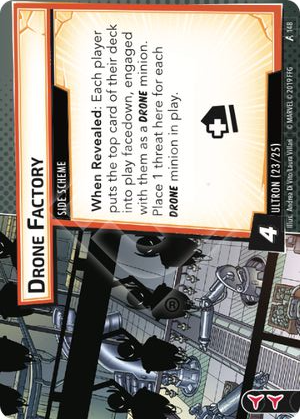 DRONE FACTORY
SIDE SCHEME
When Revealed: Each player
puts the top card of their deck
into play facedown, engaged
with them as a DRONE minion.
Place 1 threat here for each
DRONE minion in play.
4
ULTRON (23/25)
Illus. Andrea Di Vito/Laura Villari
© MARVEL © 2019 FFG
148